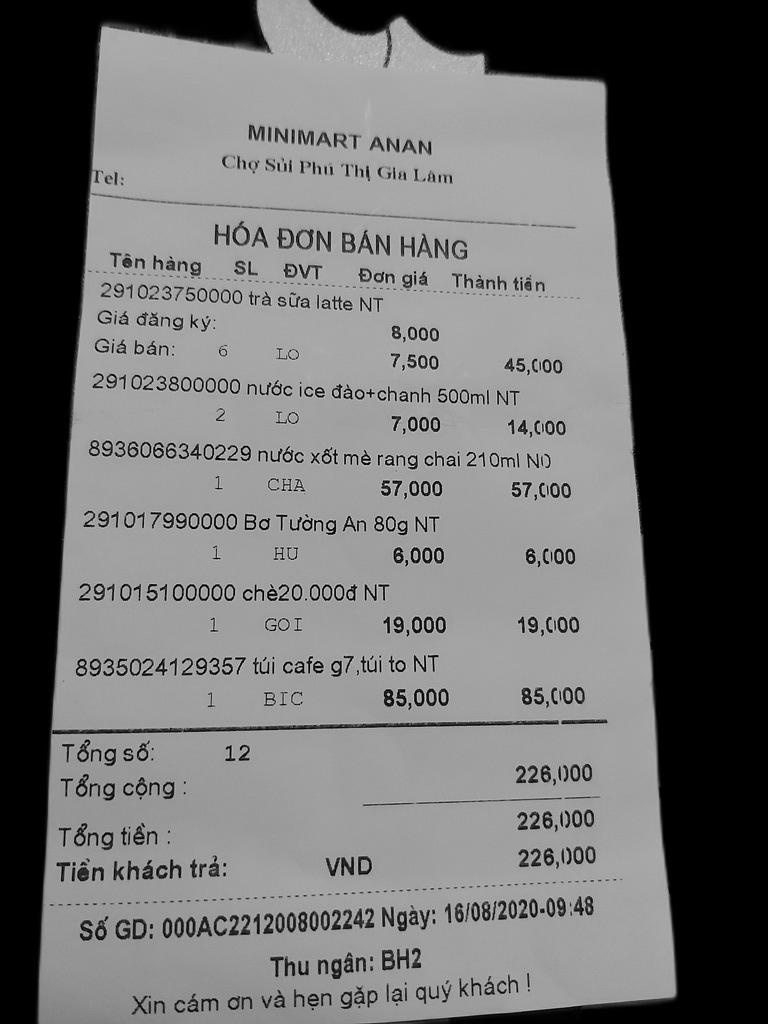 MINIMART ANAN
Chợ Sủi Phú Thị Gia Lâm
Tel:
HÓA ĐƠN BÁN HÀNG
Tên hàng SL ĐVT Đơn giá Thành tiền
291023750000 trà sữa latte NT
Giá đăng ký: 8,000
Giá bán: 6 LO 7,500 45,000
291023800000 nước ice đào+chanh 500ml NT
2 LO 7,000 14,000
8936066340229 nước xốt mè rang chai 210ml NO
1 CHA 57,000 57,000
291017990000 Bơ Tường An 80g NT
1 HU 6,000 6,000
291015100000 chè20.000đ NT
1 GOI 19,000 19,000
8935024129357 túi cafe g7,túi to NT
1 BIC 85,000 85,000
Tổng số: 12
Tổng cộng : 226,000
Tổng tiền : 226,000
Tiền khách trả: VND 226,000
Số GD: 000AC2212008002242 Ngày: 16/08/2020-09:48
Thu ngân: BH2
Xin cám ơn và hẹn gặp lại quý khách !